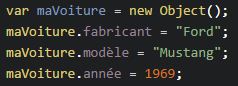 var maVoiture = new Object();
maVoiture.fabricant = "Ford";
maVoiture.modèle = "Mustang";
maVoiture.année = 1969;